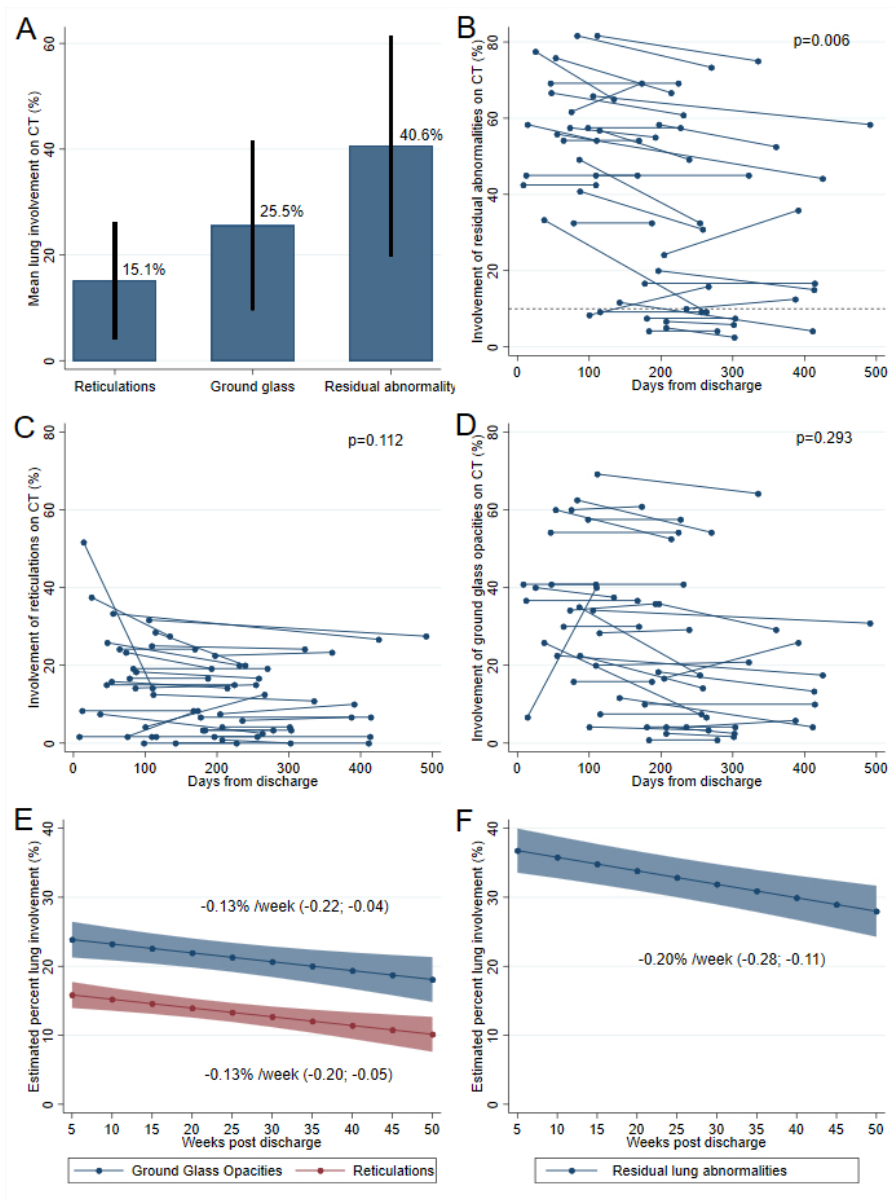 A
Mean lung involvement on CT (%)
60
40
20
0
15.1%
25.5%
40.6%
Reticulations
Ground glass
Residual abnormality
B
Involvement of residual abnormalities on CT (%)
80
60
40
20
0
p=0.006
0 100 200 300 400 500
Days from discharge
C
Involvement of reticulations on CT (%)
80
60
40
20
0
p=0.112
0 100 200 300 400 500
Days from discharge
D
Involvement of ground glass opacities on CT (%)
80
60
40
20
0
p=0.293
0 100 200 300 400 500
Days from discharge
E
Estimated percent lung involvement (%)
40
30
20
10
0
-0.13% /week (-0.22; -0.04)
-0.13% /week (-0.20; -0.05)
5 10 15 20 25 30 35 40 45 50
Weeks post discharge
Ground Glass Opacities
Reticulations
F
Estimated percent lung involvement (%)
40
30
20
10
0
-0.20% /week (-0.28; -0.11)
5 10 15 20 25 30 35 40 45 50
Weeks post discharge
Residual lung abnormalities